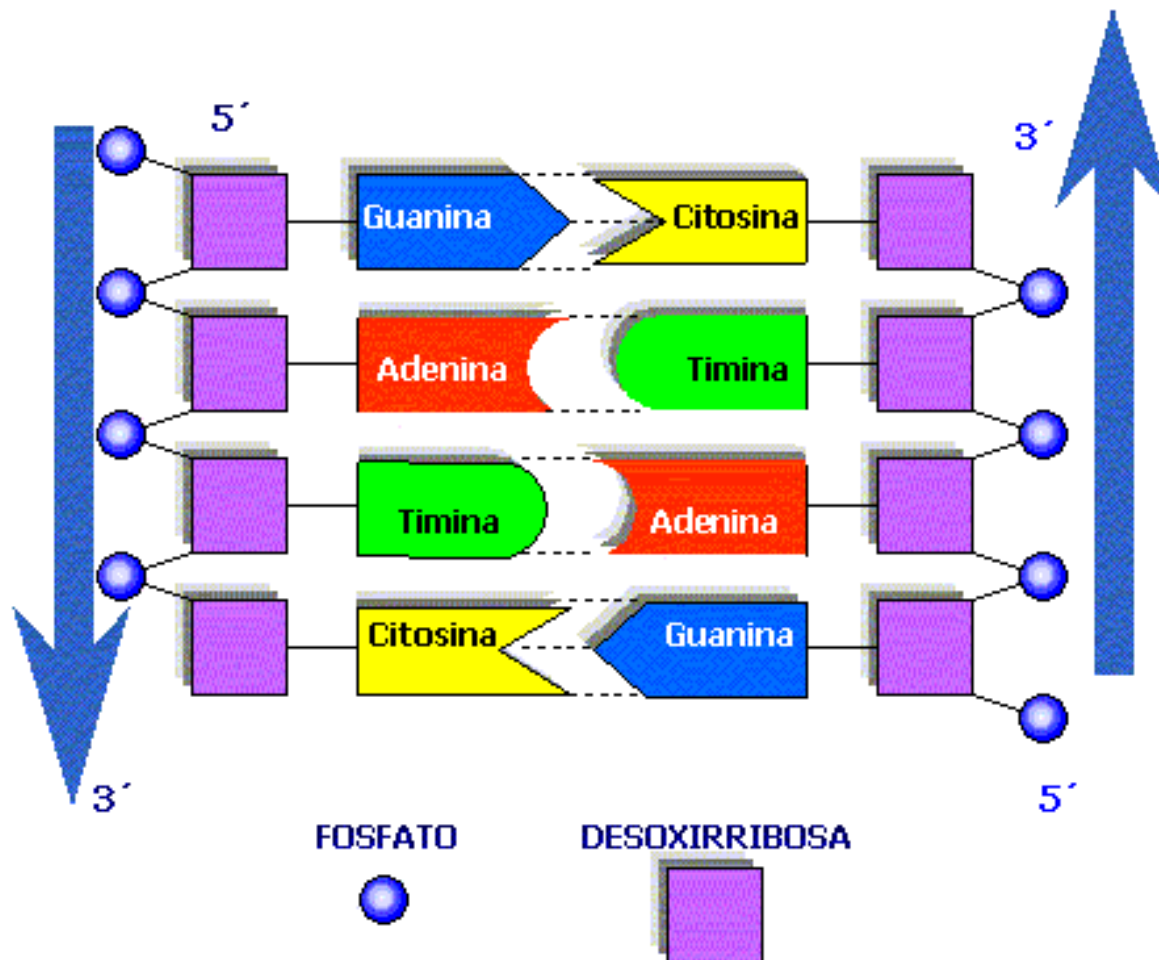 5´
3´
Guanina
Citosina
Adenina
Timina
Timina
Adenina
Citosina
Guanina
3´
5´
FOSFATO
DESOXIRRIBOSA